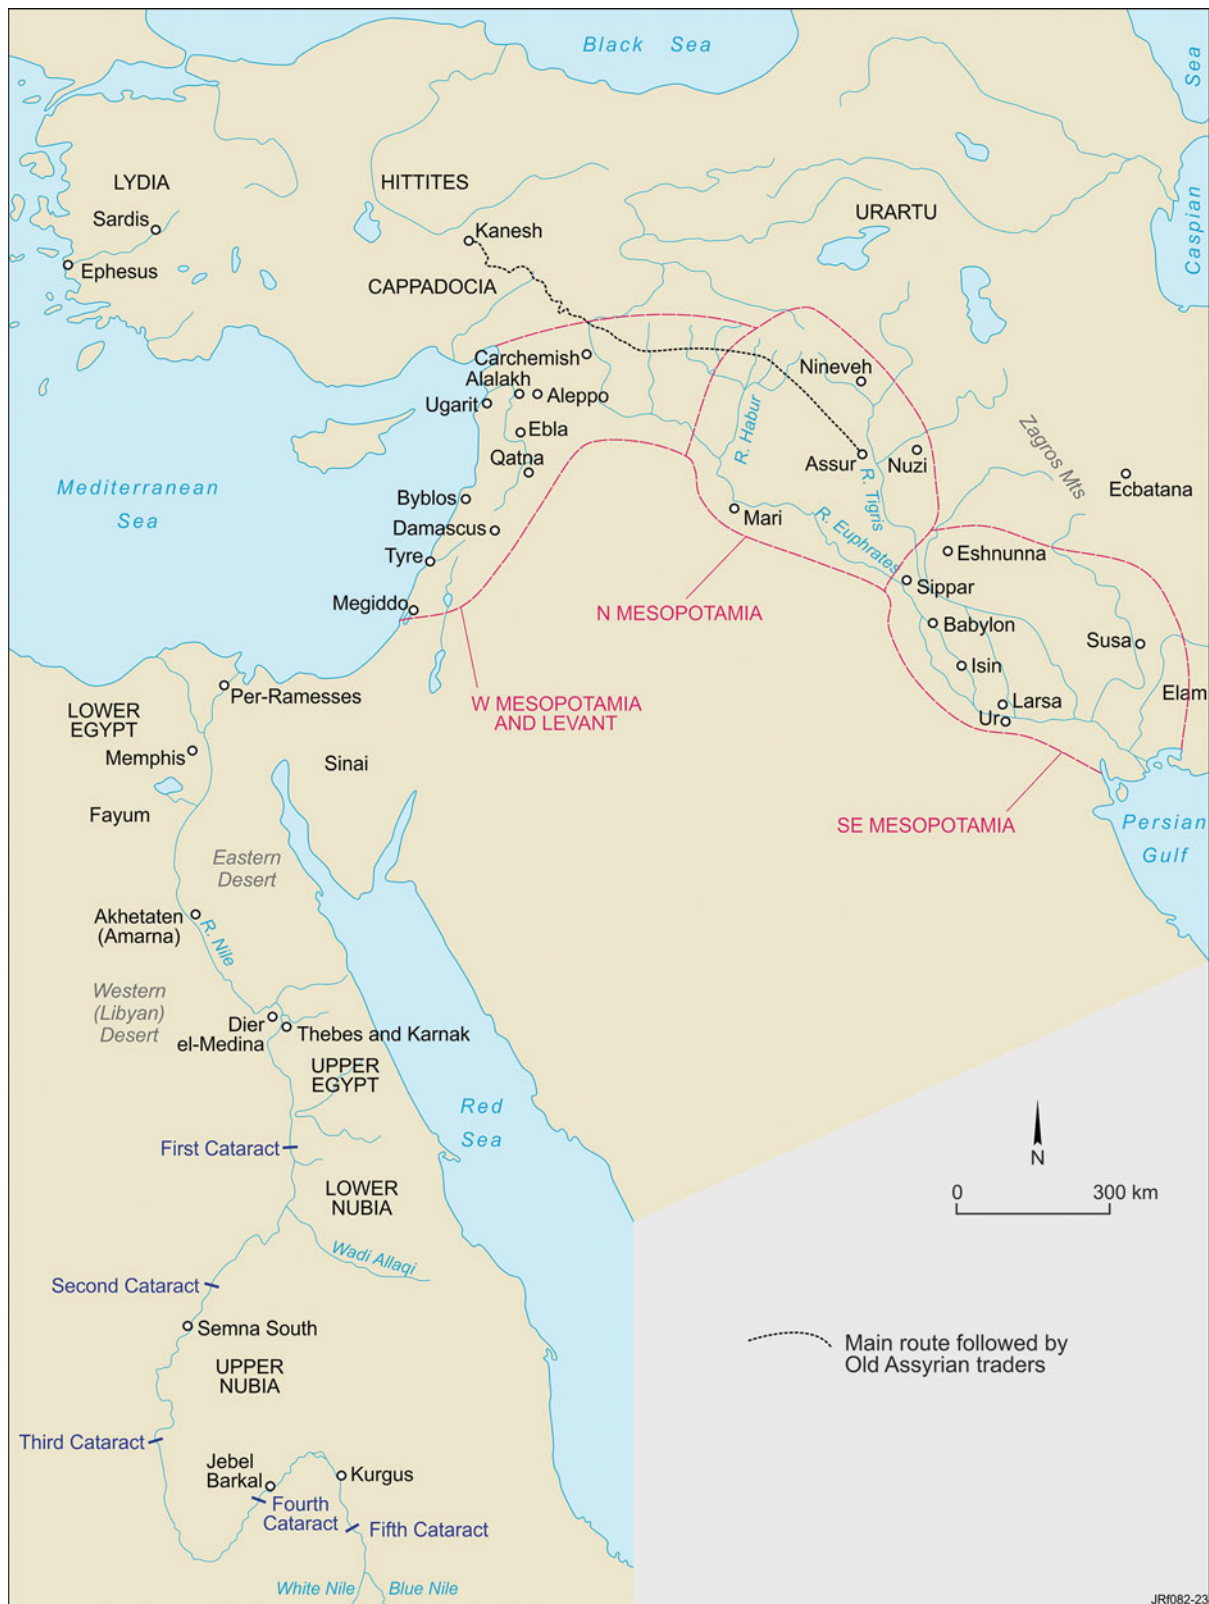 Black Sea
Sea
Caspian
LYDIA
HITTITES
URARTU
Sardis
Kanesh
Ephesus
CAPPADOCIA
Carchemish
Nineveh
Alalakh
Aleppo
Ugarit
R. Habur
Ebla
Zagros Mts
Qatna
Assur
Nuzi
Ecbatana
R. Tigris
Mediterranean
Sea
Byblos
Mari
R. Euphrates
Damascus
Tyre
Eshnunna
Sippar
Megiddo
N MESOPOTAMIA
Babylon
Susa
Isin
Per-Ramesses
Elam
W MESOPOTAMIA
AND LEVANT
Larsa
Ur
LOWER
EGYPT
Memphis
Sinai
Fayum
SE MESOPOTAMIA
Persian
Gulf
Eastern
Desert
Akhetaten
(Amarna)
R. Nile
Western
(Libyan)
Desert
Dier
el-Medina
Thebes and Karnak
UPPER
EGYPT
Red
Sea
First Cataract
N
LOWER
NUBIA
0 300 km
Wadi Allaqi
Second Cataract
Semna South
Main route followed by
Old Assyrian traders
UPPER
NUBIA
Third Cataract
Jebel
Barkal
Kurgus
Fourth
Cataract
Fifth Cataract
White Nile
Blue Nile
JRf082-23